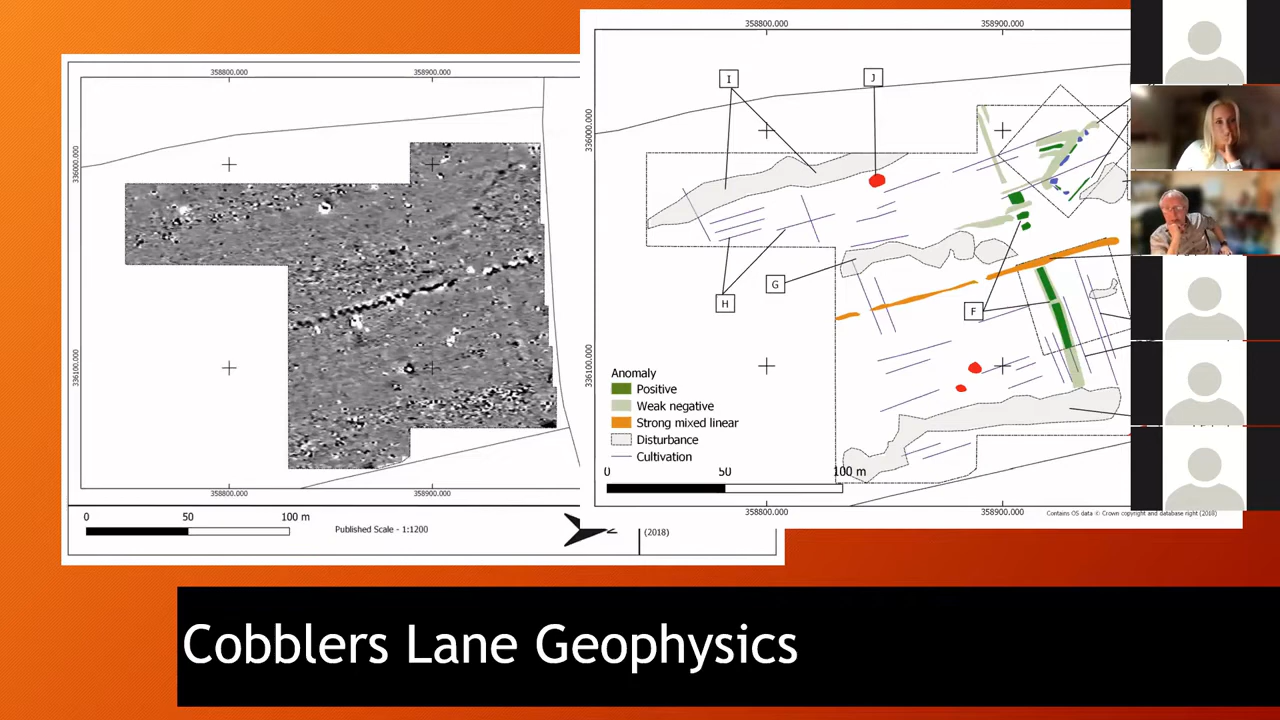 358800.000
358900.000
336000.000
336100.000
358800.000
358900.000
0
50
100 m
Published Scale - 1:1200
(2018)
358800.000
358900.000
336000.000
336100.000
I
J
H
G
F
Anomaly
Positive
Weak negative
Strong mixed linear
Disturbance
Cultivation
0
50
100 m
358800.000
358900.000
Contains OS data © Crown copyright and database right (2018)
Cobblers Lane Geophysics